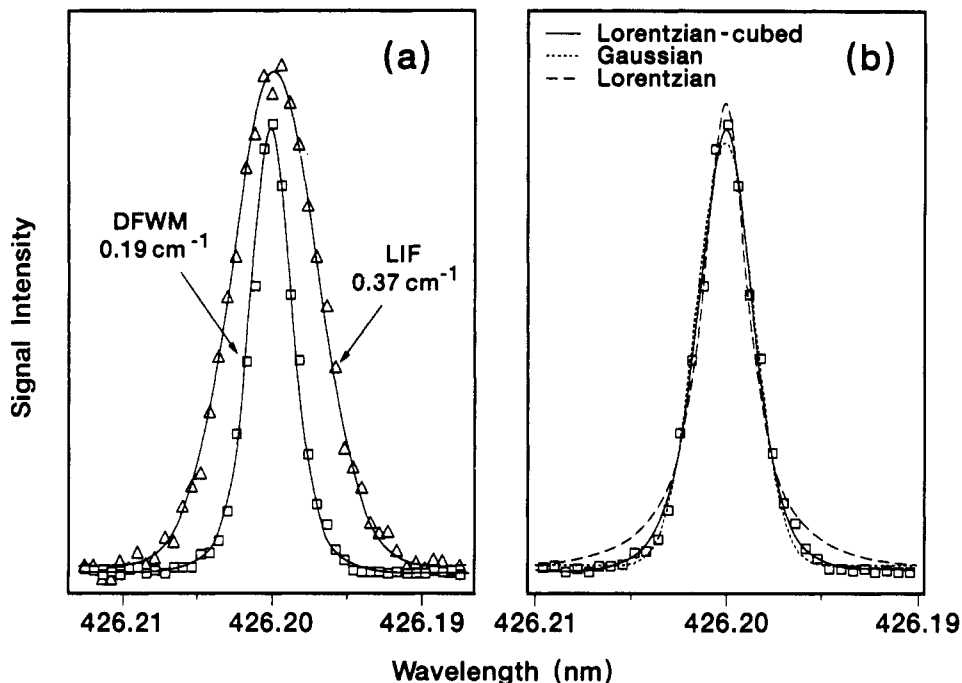 Signal Intensity
(a)
DFWM
0.19 cm⁻¹
LIF
0.37 cm⁻¹
426.21 426.20 426.19
(b)
Lorentzian-cubed
Gaussian
Lorentzian
426.21 426.20 426.19
Wavelength (nm)